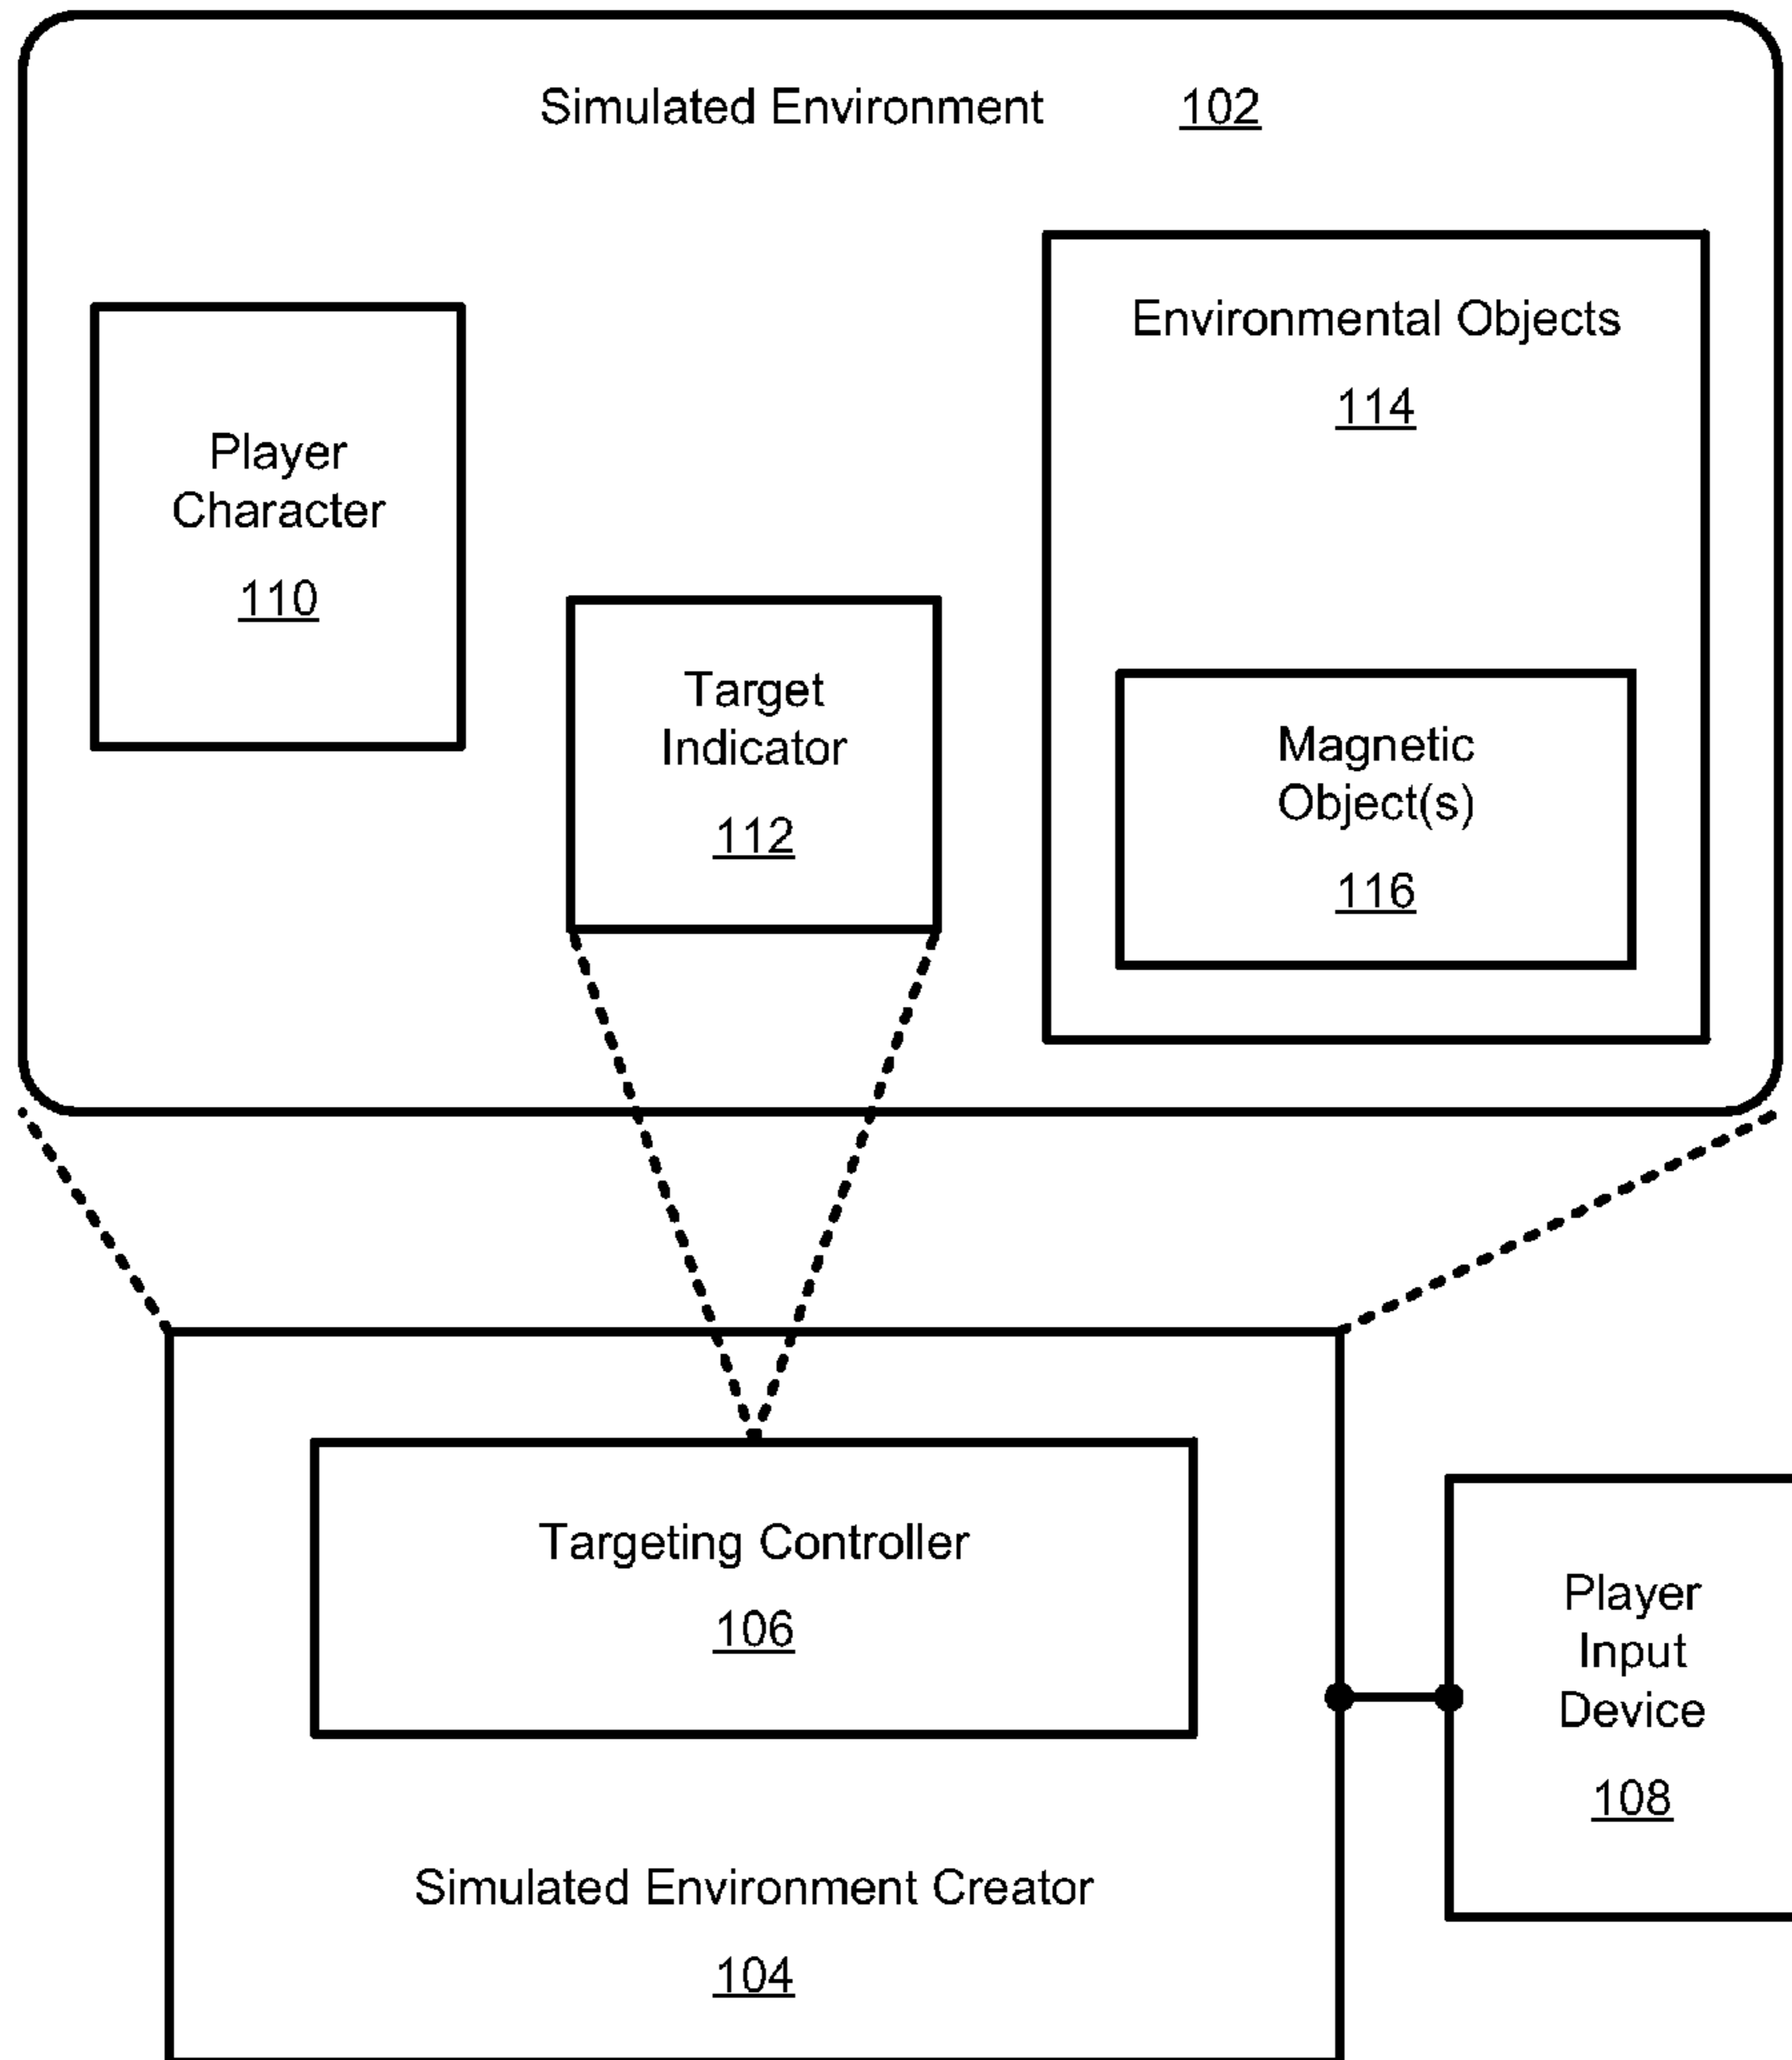 Simulated Environment 102
Player
Character
110
Target
Indicator
112
Environmental Objects
114
Magnetic
Object(s)
116
Targeting Controller
106
Simulated Environment Creator
104
Player
Input
Device
108